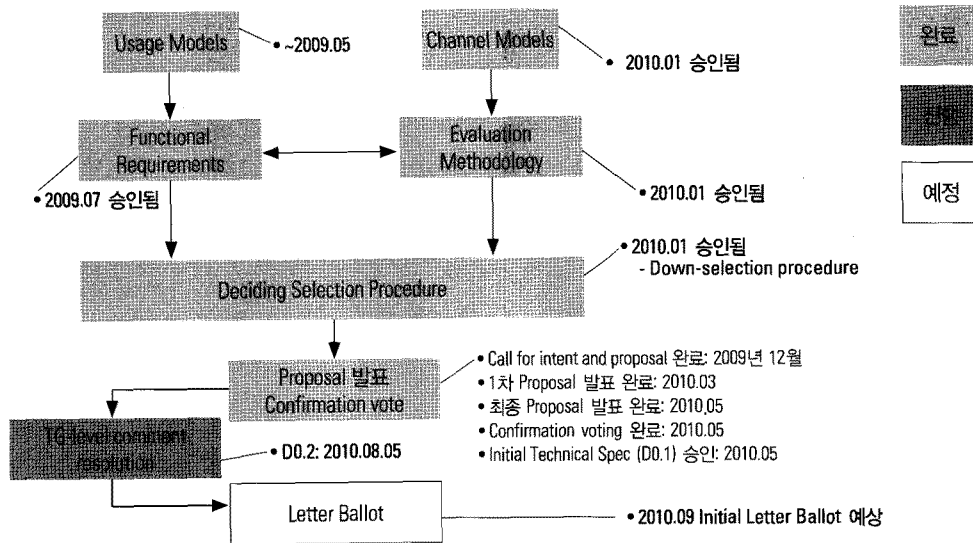 Usage Models
• ~2009.05
Channel Models
• 2010.01 승인됨
완료
Functional
Requirements
• 2009.07 승인됨
Evaluation
Methodology
• 2010.01 승인됨
예정
• 2010.01 승인됨
- Down-selection procedure
Deciding Selection Procedure
Proposal 발표
Confirmation vote
• Call for intent and proposal 완료: 2009년 12월
• 1차 Proposal 발표 완료: 2010.03
• 최종 Proposal 발표 완료: 2010.05
• Confirmation voting 완료: 2010.05
• Initial Technical Spec (D0.1) 승인: 2010.05
TG-level comment
resolution
• D0.2: 2010.08.05
Letter Ballot
• 2010.09 Initial Letter Ballot 예상